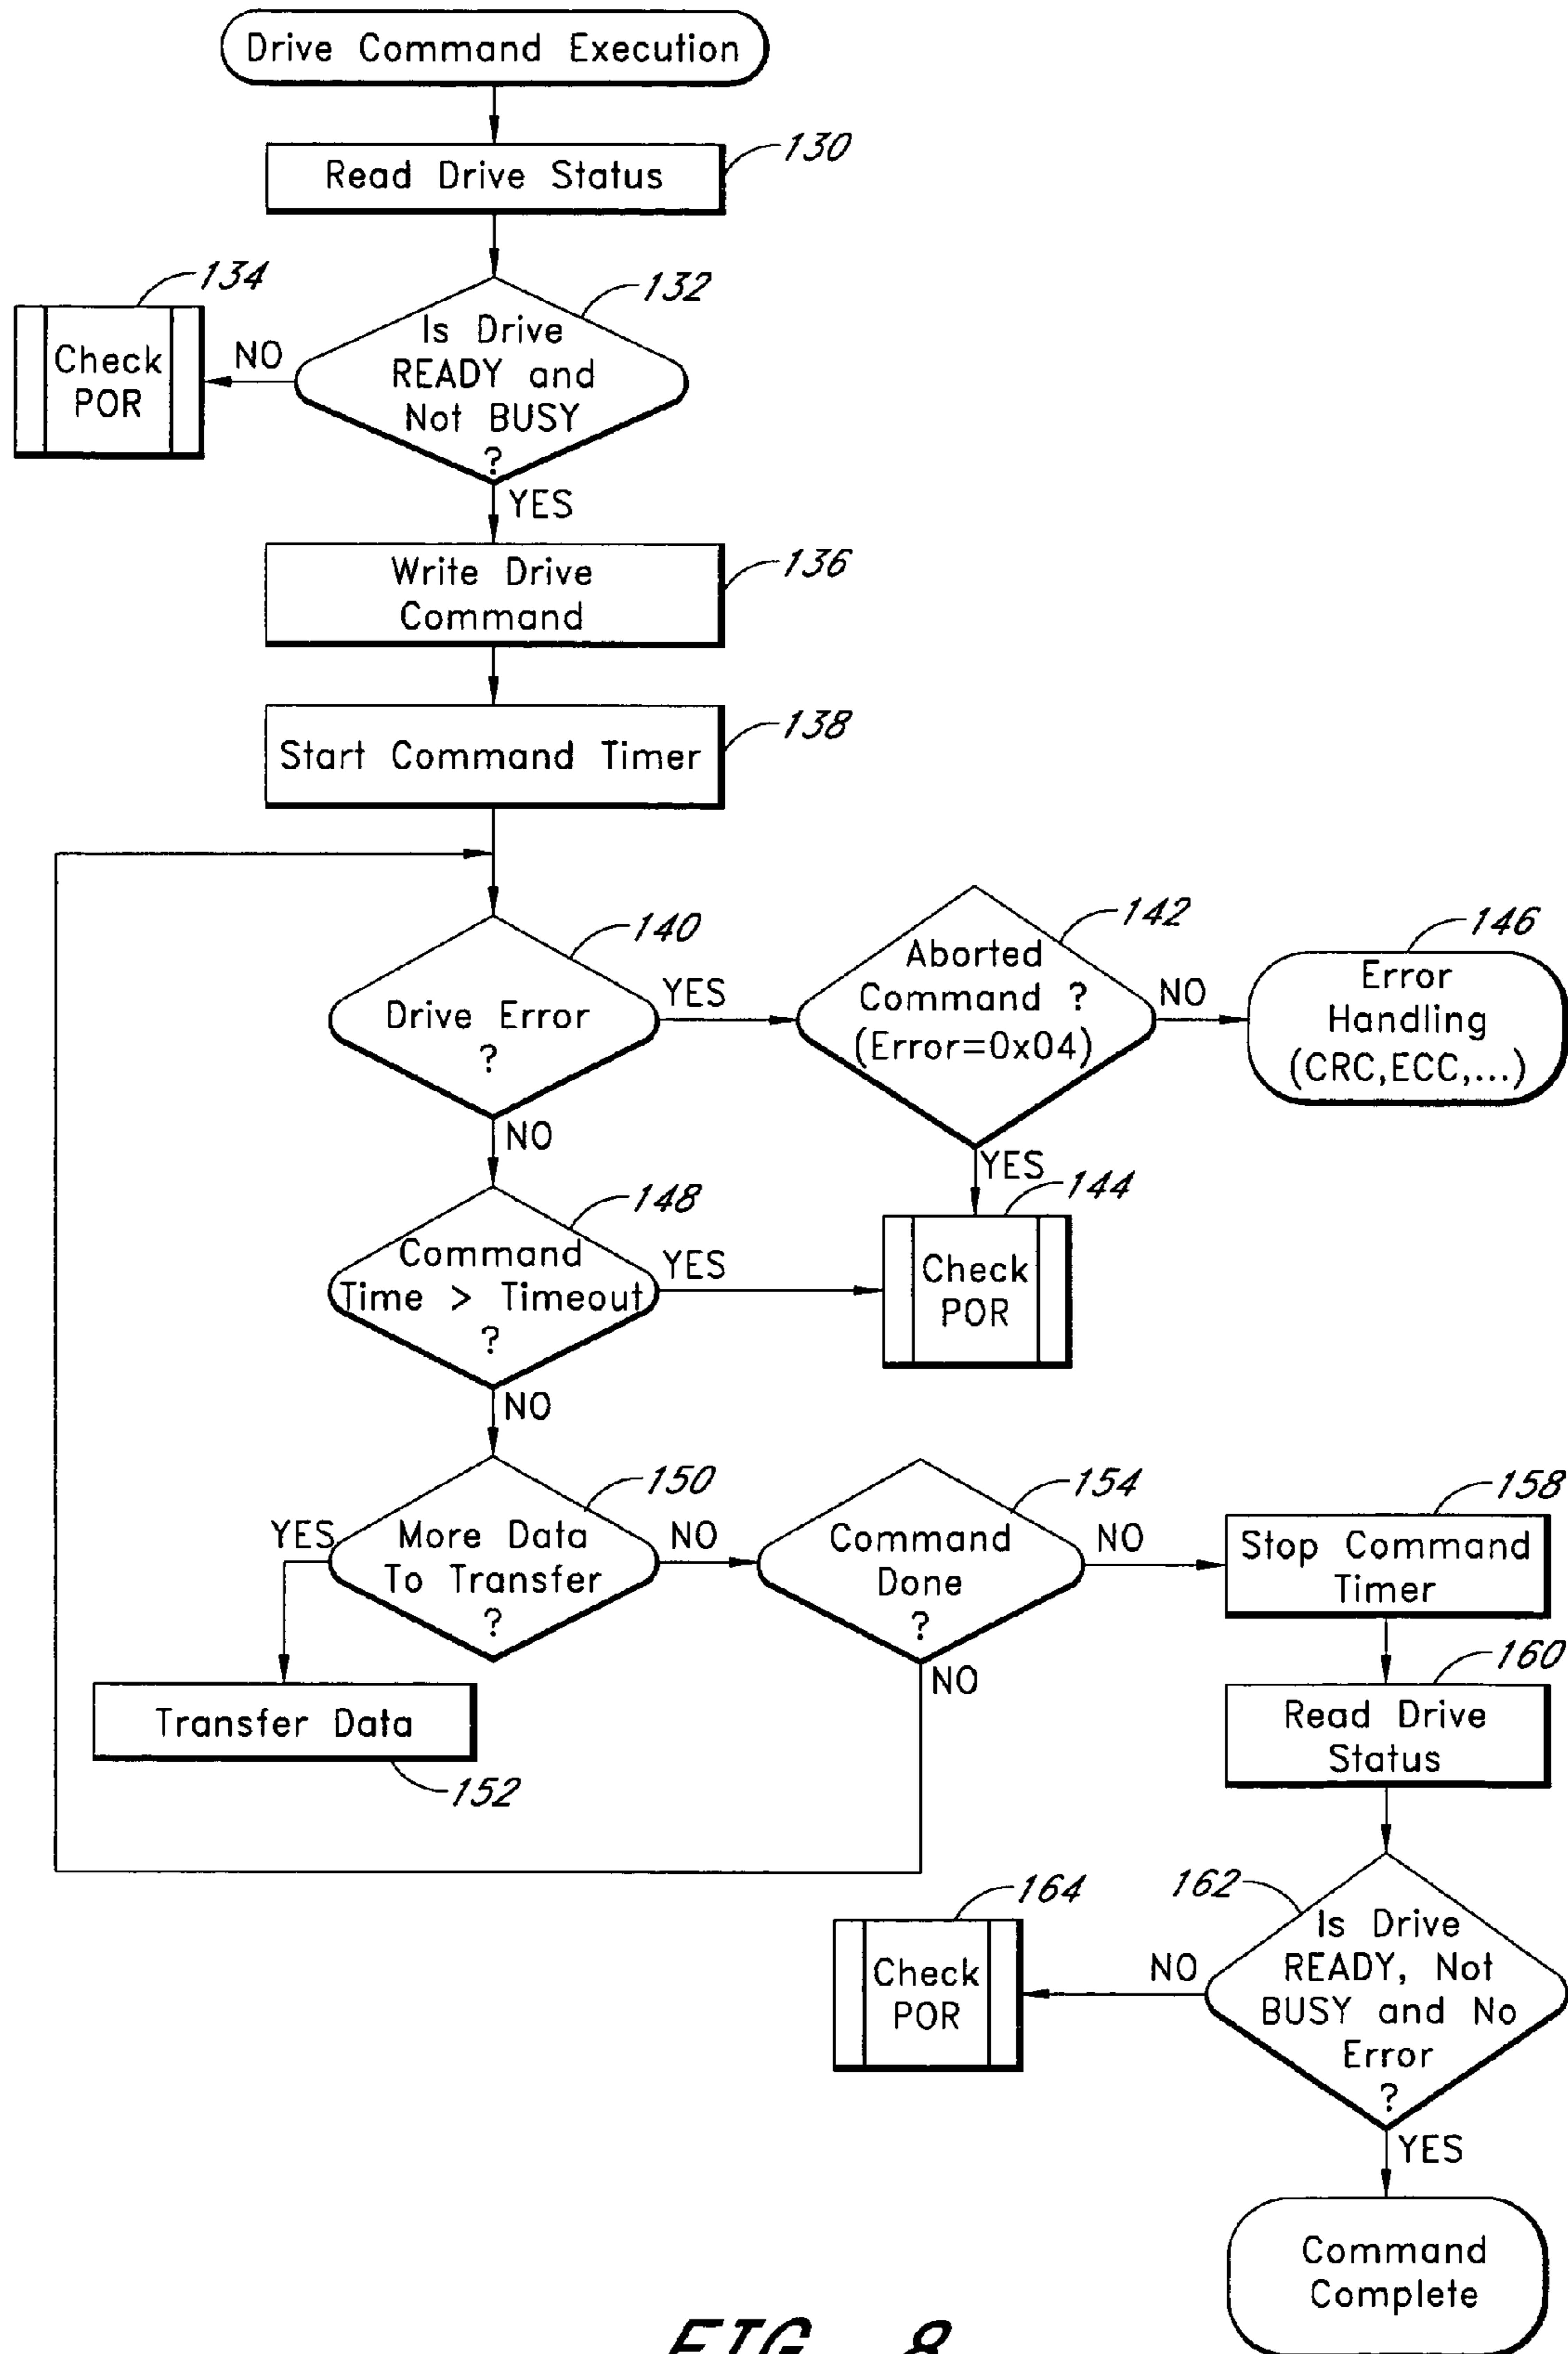 Drive Command Execution
Read Drive Status
130
134
132
Check
POR
NO
Is Drive
READY and
Not BUSY
?
YES
Write Drive
Command
136
Start Command Timer
138
140
Drive Error
?
YES
142
Aborted
Command ?
(Error=0x04)
NO
146
Error
Handling
(CRC,ECC,...)
NO
YES
144
148
Command
Time > Timeout
?
YES
Check
POR
NO
150
YES
More Data
To Transfer
?
NO
154
Command
Done
?
NO
158
Stop Command
Timer
NO
160
Read Drive
Status
Transfer Data
152
164
162
Check
POR
NO
Is Drive
READY, Not
BUSY and No
Error
?
YES
Command
Complete
FIG. 8